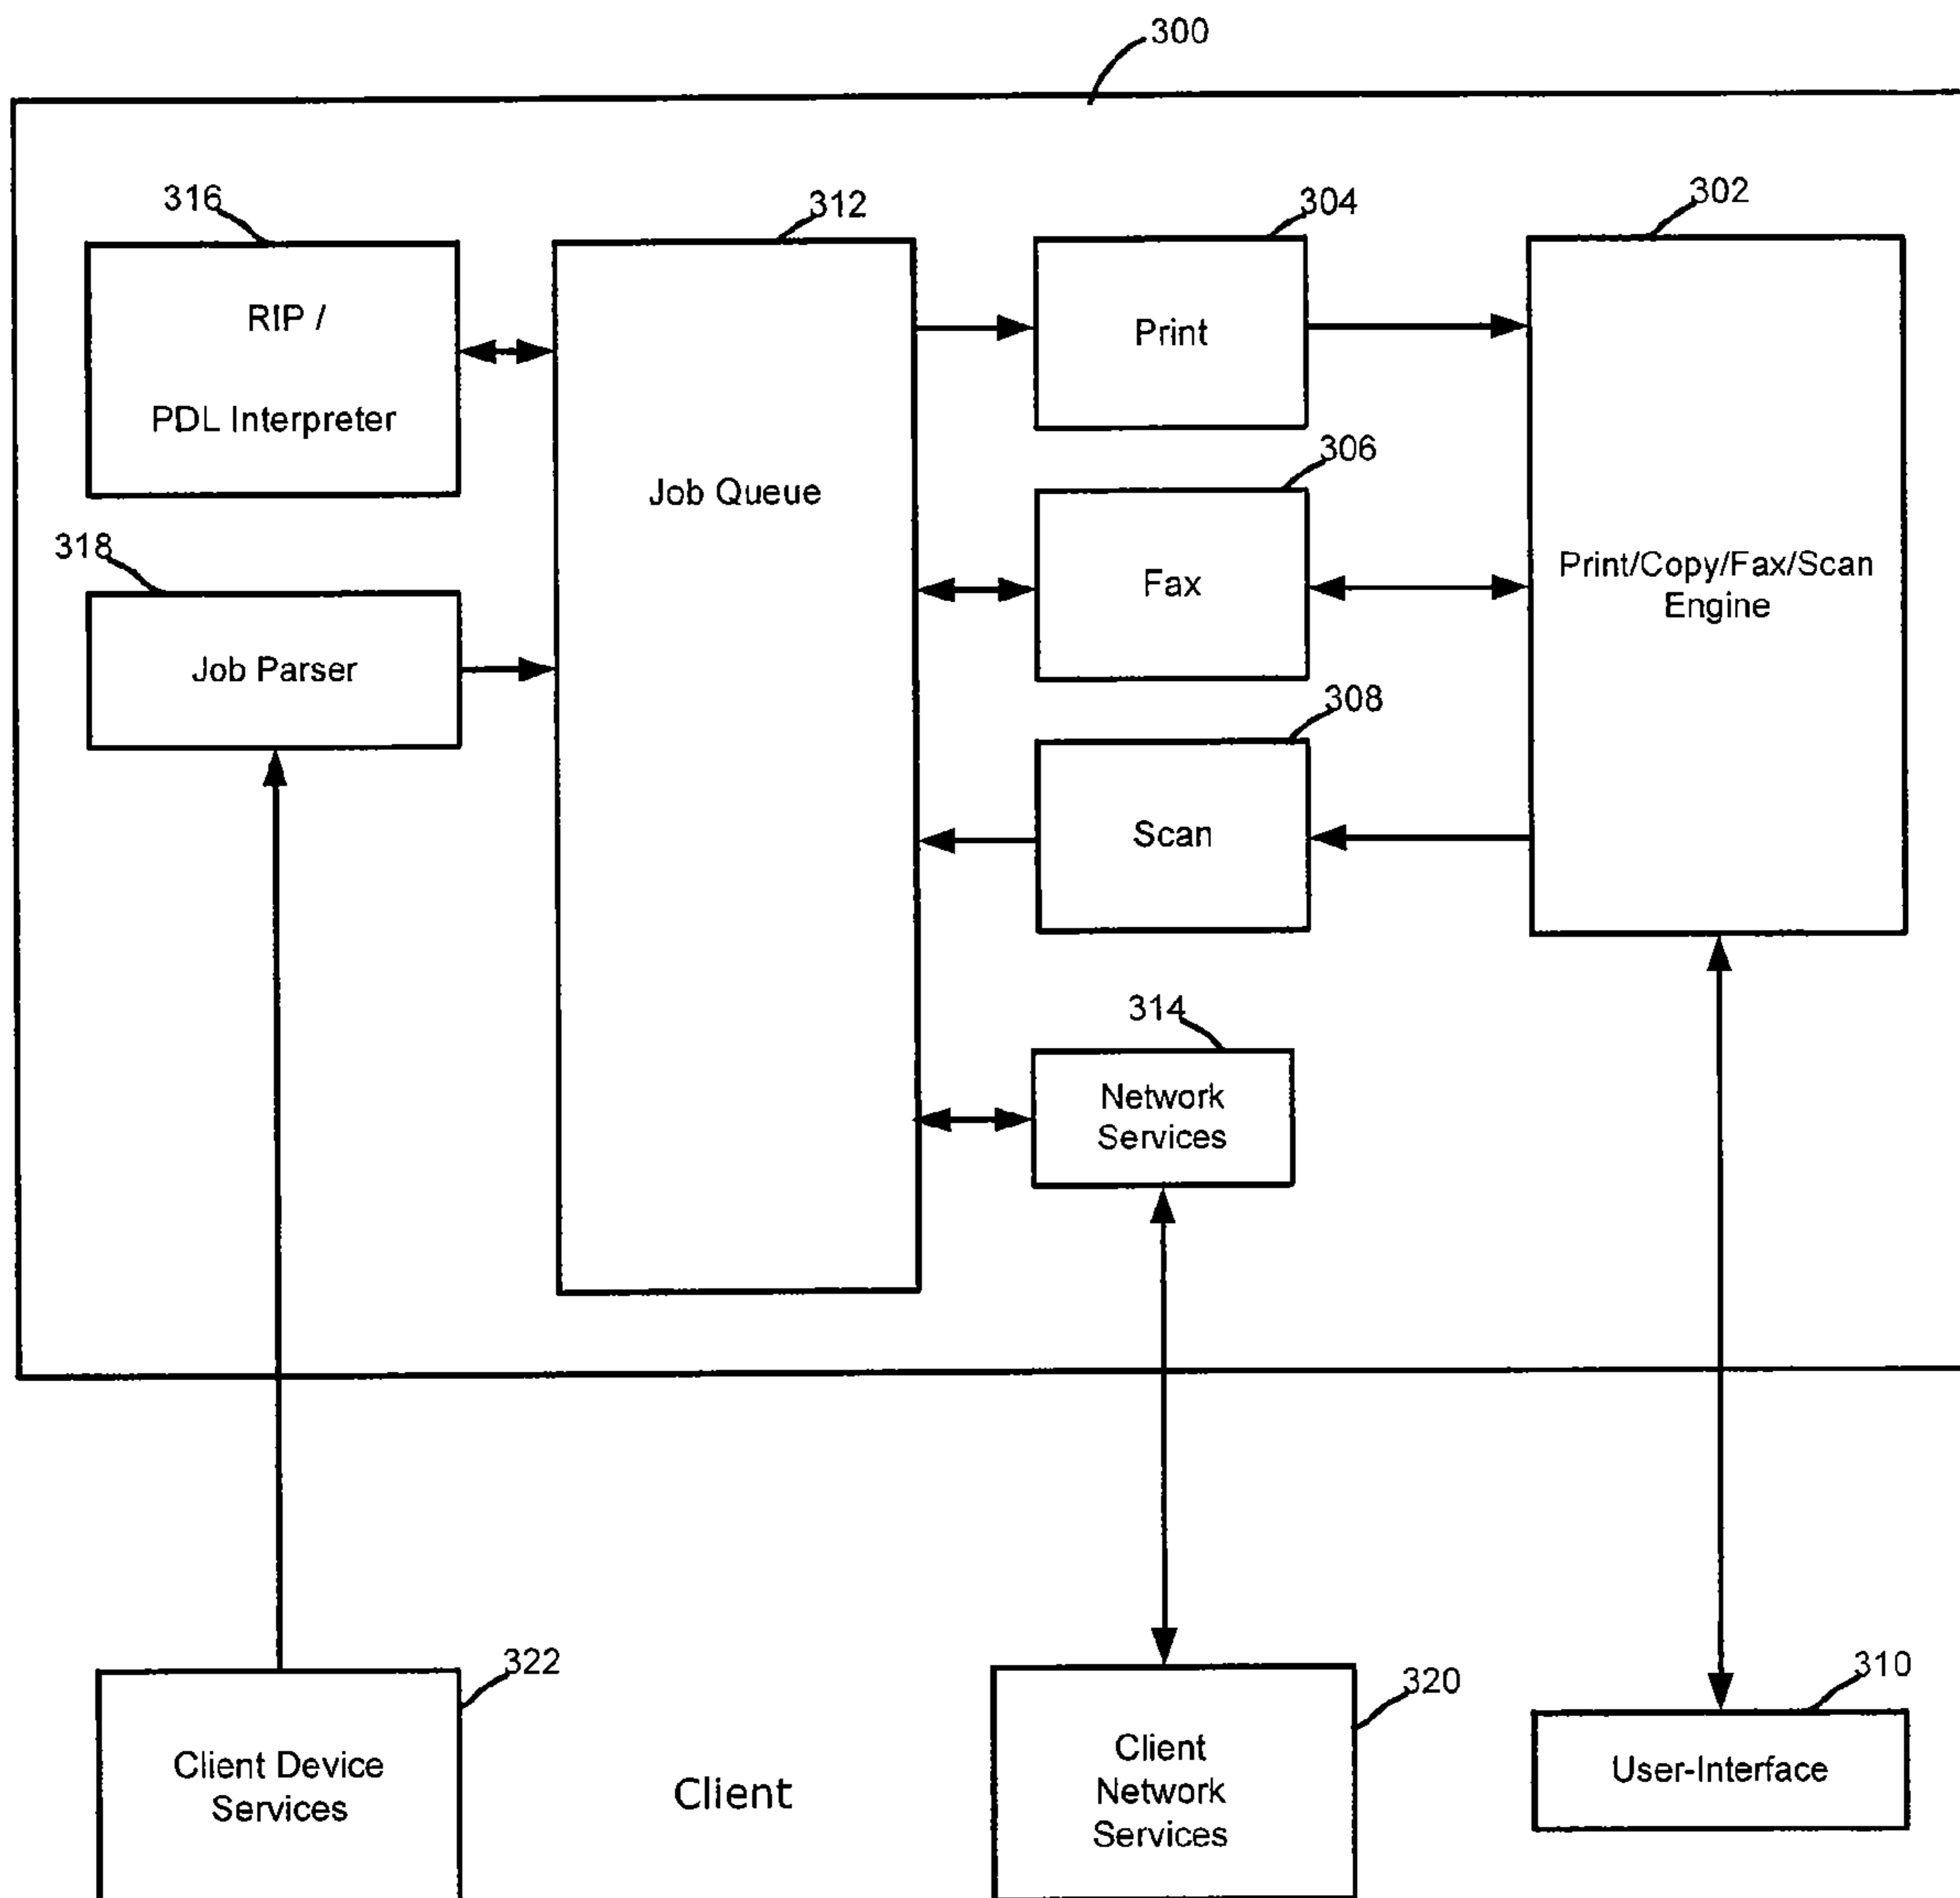 300
316
312
304
302
RIP /
PDL Interpreter
Job Queue
Print
Print/Copy/Fax/Scan
Engine
306
Fax
318
Job Parser
308
Scan
314
Network
Services
322
Client Device
Services
Client
320
Client
Network
Services
310
User-Interface